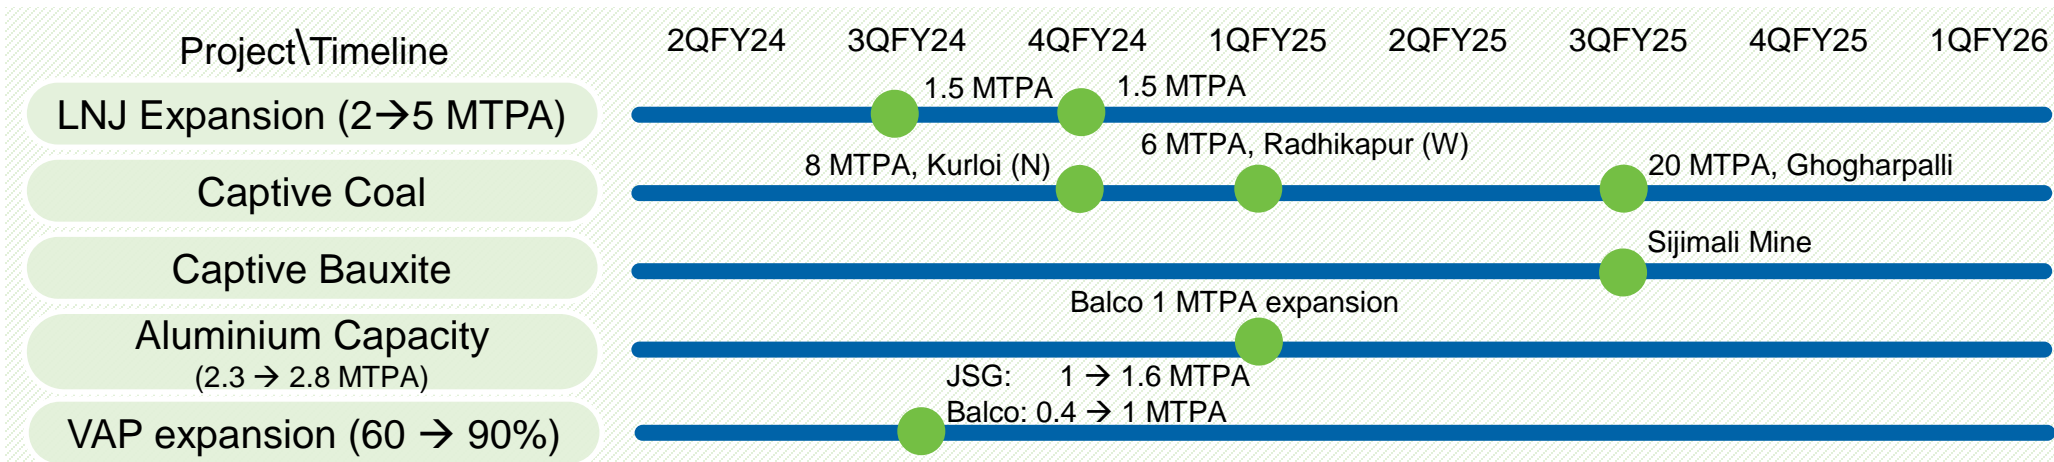 Project\Timeline 2QFY24 3QFY24 4QFY24 1QFY25 2QFY25 3QFY25 4QFY25 1QFY26
LNJ Expansion (2→5 MTPA) 1.5 MTPA 1.5 MTPA
Captive Coal 8 MTPA, Kurloi (N) 6 MTPA, Radhikapur (W) 20 MTPA, Ghogharpalli
Captive Bauxite Sijimali Mine
Aluminium Capacity Balco 1 MTPA expansion
(2.3 → 2.8 MTPA)
VAP expansion (60 → 90%) JSG: 1 → 1.6 MTPA
Balco: 0.4 → 1 MTPA